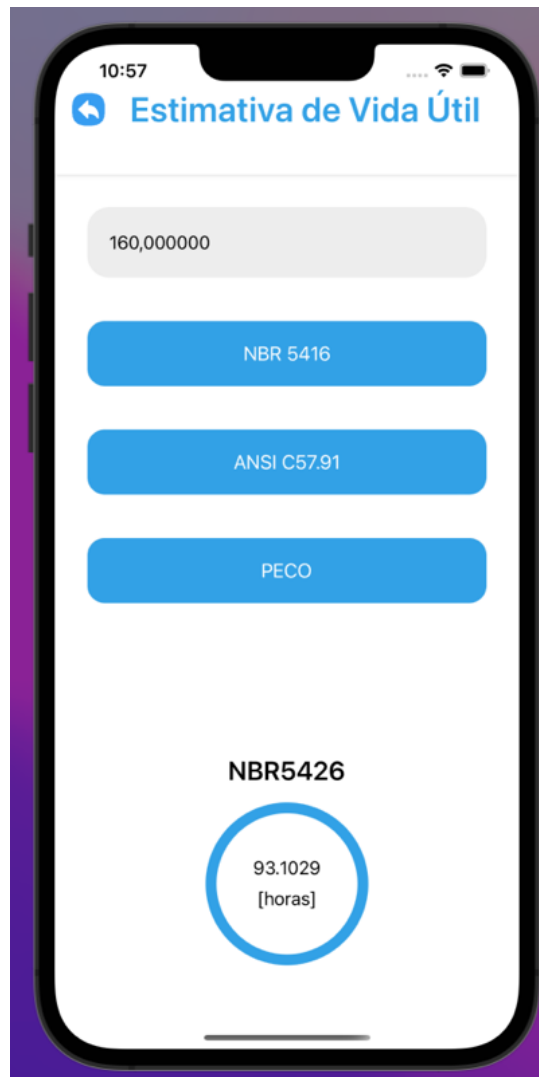 10:57
Estimativa de Vida Útil
160,000000
NBR 5416
ANSI C57.91
PECO
NBR5426
93.1029
[horas]